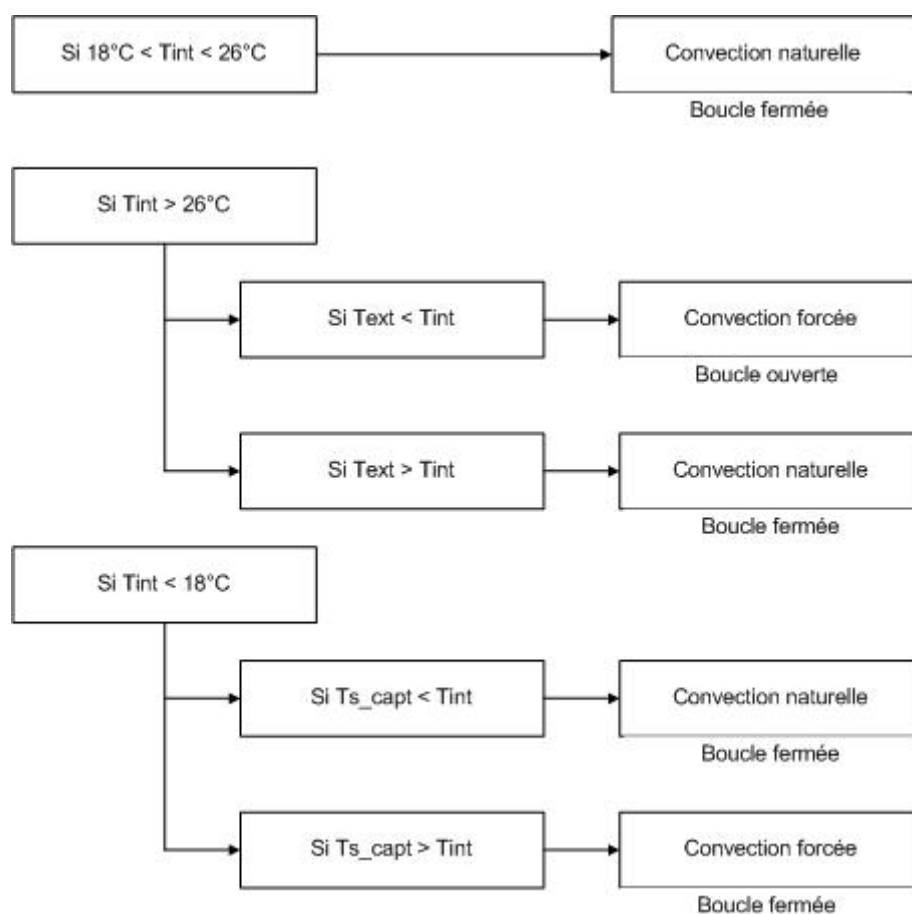 Si 18°C < Tint < 26°C
Convection naturelle
Boucle fermée
Si Tint > 26°C
Si Text < Tint
Convection forcée
Boucle ouverte
Si Text > Tint
Convection naturelle
Boucle fermée
Si Tint < 18°C
Si Ts_capt < Tint
Convection naturelle
Boucle fermée
Si Ts_capt > Tint
Convection forcée
Boucle fermée